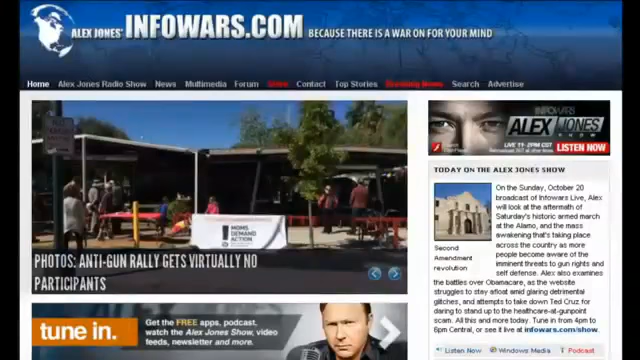 ALEX JONES' INFOWARS.COM BECAUSE THERE IS A WAR ON FOR YOUR MIND
Home Alex Jones Radio Show News Multimedia Forum Contact Top Stories Breaking News Search Advertise
MOMS
DEMAND
ACTION
PHOTOS: ANTI-GUN RALLY GETS VIRTUALLY NO
PARTICIPANTS
tune in.
Get the FREE apps, podcast,
watch the Alex Jones Show, video
feeds, newsletter and more.
INFOWARS
ALEX JONES
SHOW
LISTEN NOW
TODAY ON THE ALEX JONES SHOW
Second
Amendment
revolution
On the Sunday, October 20
broadcast of Infowars Live, Alex
will look at the aftermath of
Saturday's historic armed march
at the Alamo, and the mass
awakening that's taking place
across the country as more
people become aware of the
imminent threats to gun rights and
self defense. Alex also examines
the battles over Obamacare, as the website
struggles to stay afloat amid glaring detrimental
glitches, and attempts to take down Ted Cruz for
daring to stand up to the healthcare-at-gunpoint
scam. All this and more today. Tune in from 4pm to
6pm Central, or see it live at infowars.com/show.
Listen Now Windows Media Podcast